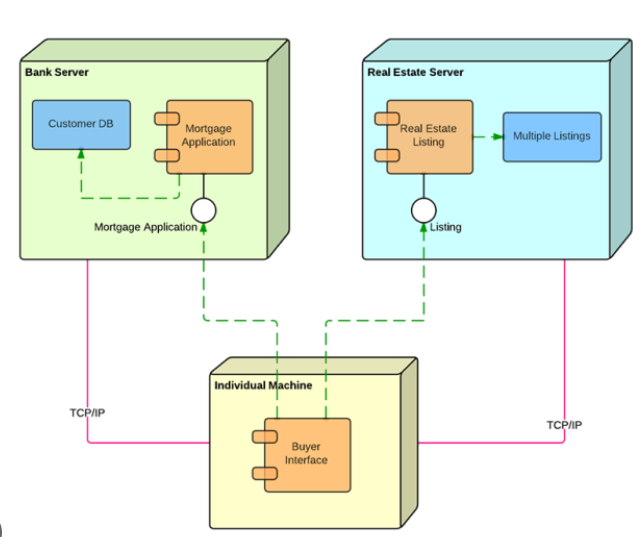 Bank Server
Customer DB
Mortgage
Application
Mortgage Application
Real Estate Server
Real Estate
Listing
Multiple Listings
Listing
TCP/IP
TCP/IP
Individual Machine
Buyer
Interface